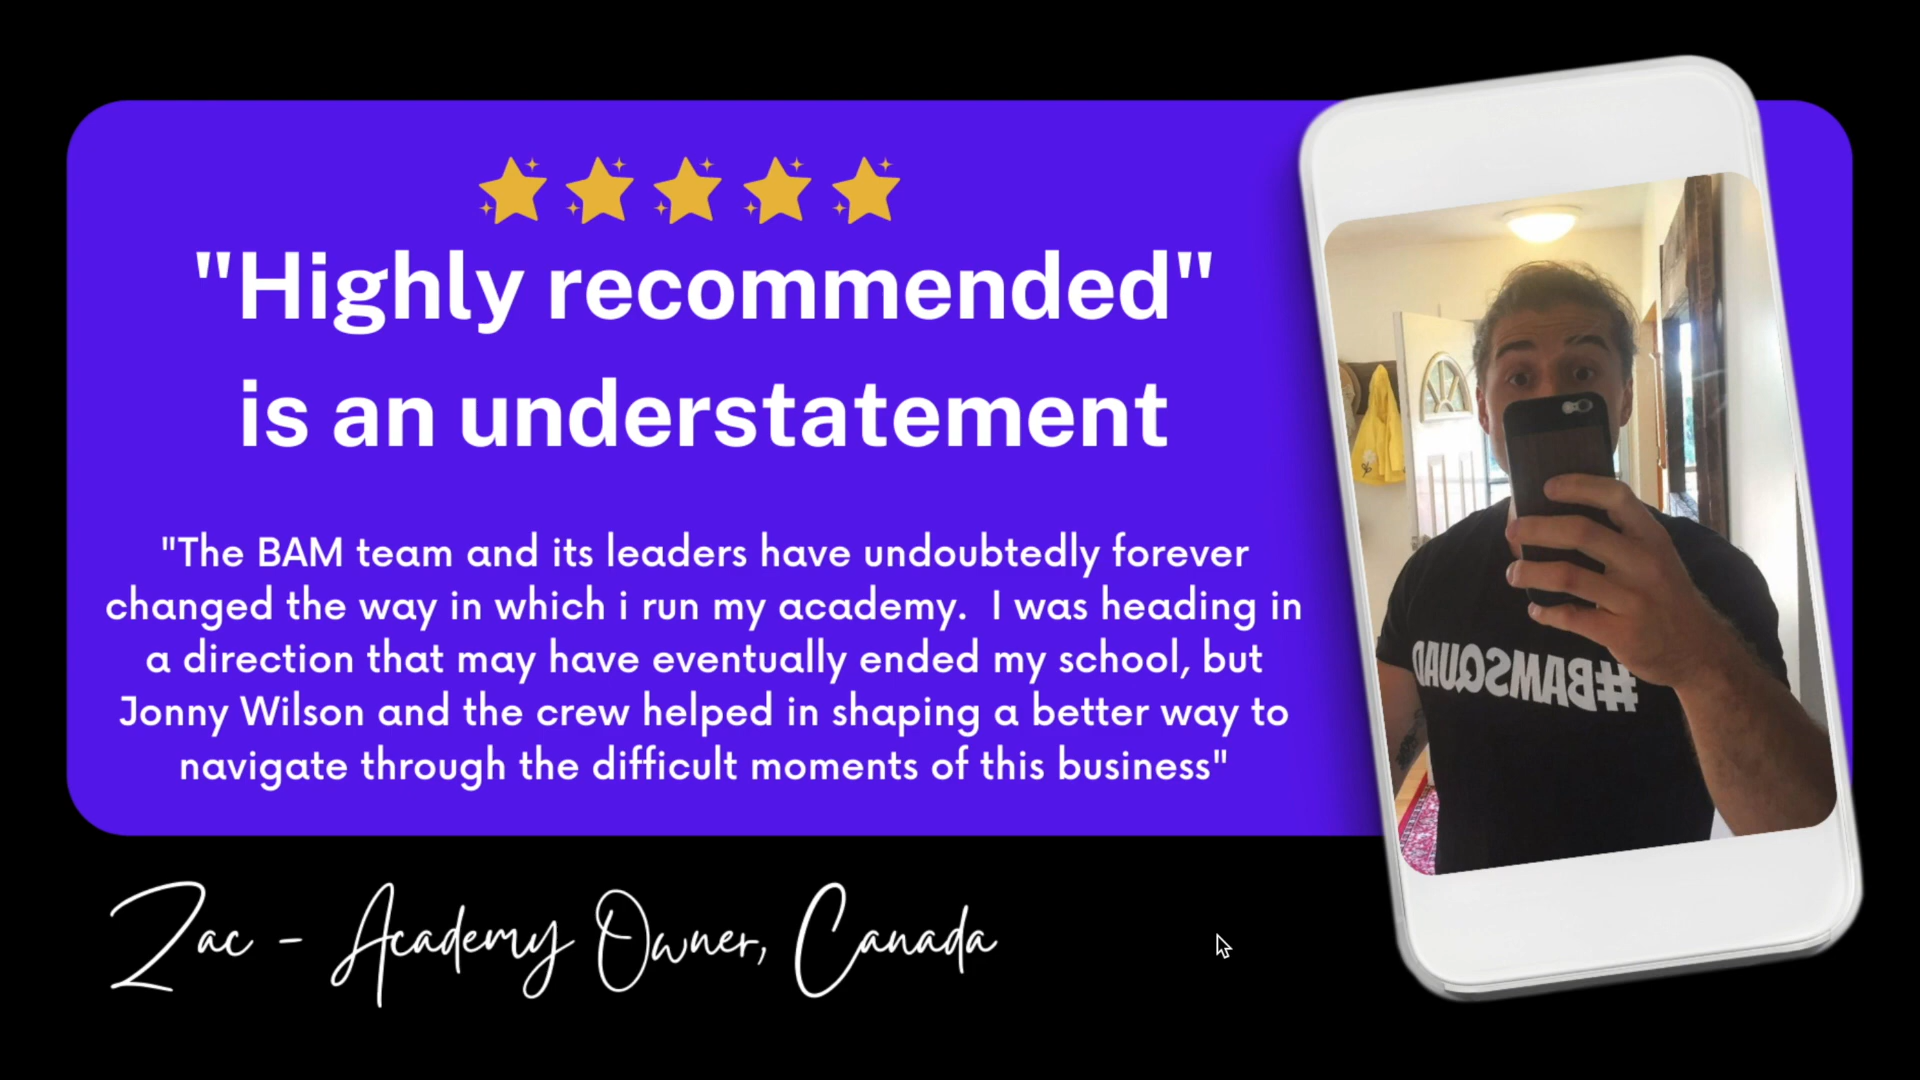 "Highly recommended"
is an understatement
"The BAM team and its leaders have undoubtedly forever
changed the way in which i run my academy.  I was heading in
a direction that may have eventually ended my school, but
Jonny Wilson and the crew helped in shaping a better way to
navigate through the difficult moments of this business"
#BAMSQUAD
Zac - Academy Owner, Canada